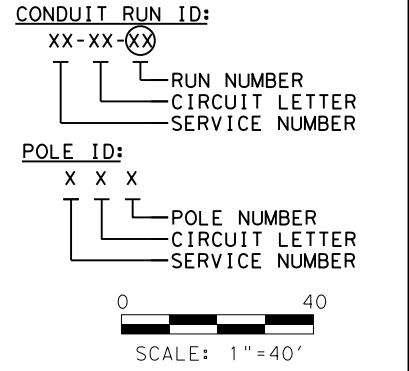 CONDUIT RUN ID:
XX-XX-XX
RUN NUMBER
CIRCUIT LETTER
SERVICE NUMBER
POLE ID:
X X X
POLE NUMBER
CIRCUIT LETTER
SERVICE NUMBER
0 40
SCALE: 1"=40'